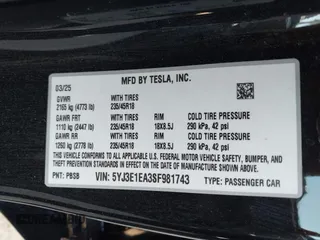 MFD BY TESLA, INC.
03/25
GVWR WITH TIRES
2165 kg (4773 lb) 235/45R18
GAWR FRT WITH TIRES RIM COLD TIRE PRESSURE
1110 kg (2447 lb) 235/45R18 18X8.5J 290 kPa, 42 psi
GAWR RR WITH TIRES RIM COLD TIRE PRESSURE
1260 kg (2778 lb) 235/45R18 18X8.5J 290 kPa, 42 psi
THIS VEHICLE CONFORMS TO ALL APPLICABLE FEDERAL MOTOR VEHICLE
SAFETY, BUMPER, AND THEFT PREVENTION STANDARDS IN
EFFECT ON THE DATE OF MANUFACTURE SHOWN ABOVE.
PNT: PBSB VIN: 5YJ3E1EA3SF981743 TYPE: PASSENGER CAR